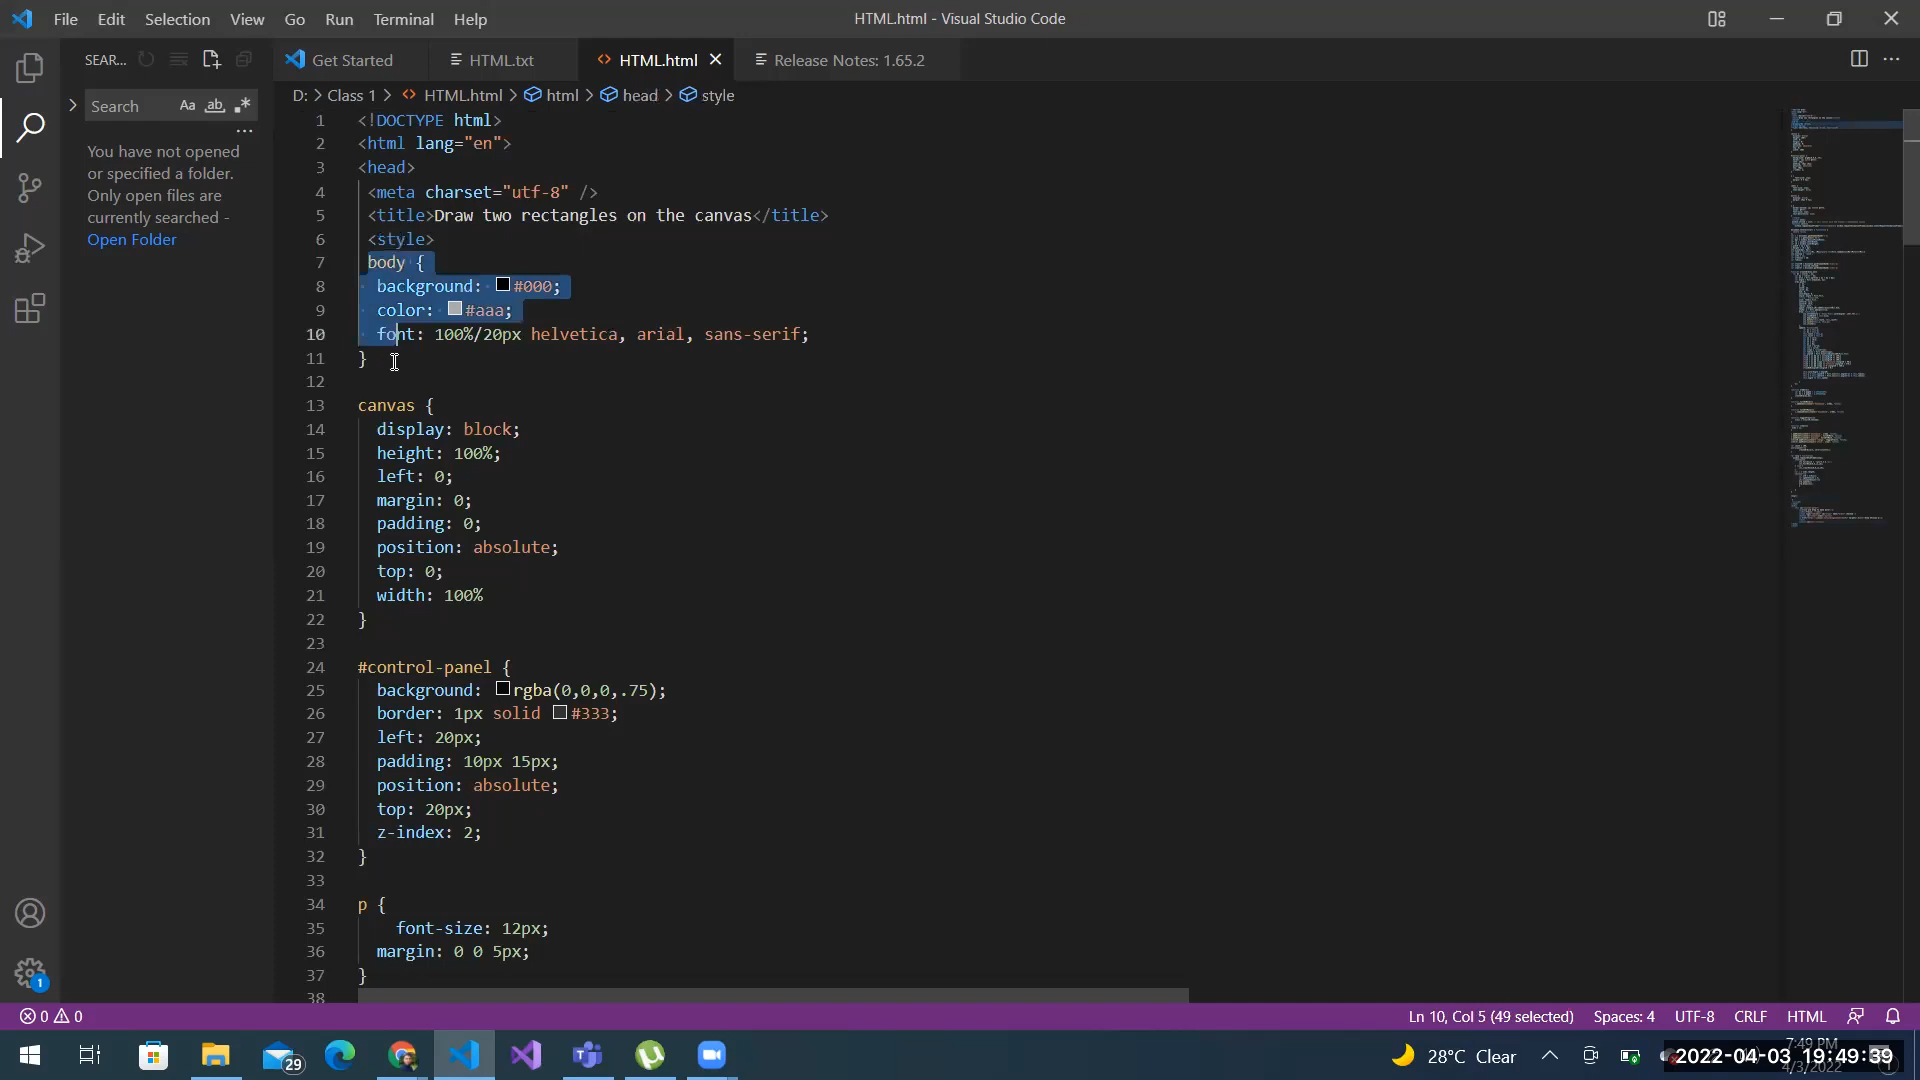 File Edit Selection View Go Run Terminal Help
HTML.html - Visual Studio Code
SEAR...
Get Started
HTML.txt
HTML.html
Release Notes: 1.65.2
Search Aa ab
D: > Class 1 > HTML.html > html > head > style
You have not opened
or specified a folder.
Only open files are
currently searched -
Open Folder
1 <!DOCTYPE html>
2 <html lang="en">
3 <head>
4 <meta charset="utf-8" />
5 <title>Draw two rectangles on the canvas</title>
6 <style>
7 body {
8 background: #000;
9 color: #aaa;
10 font: 100%/20px helvetica, arial, sans-serif;
11 }
12
13 canvas {
14 display: block;
15 height: 100%;
16 left: 0;
17 margin: 0;
18 padding: 0;
19 position: absolute;
20 top: 0;
21 width: 100%
22 }
23
24 #control-panel {
25 background: rgba(0,0,0,.75);
26 border: 1px solid #333;
27 left: 20px;
28 padding: 10px 15px;
29 position: absolute;
30 top: 20px;
31 z-index: 2;
32 }
33
34 p {
35 font-size: 12px;
36 margin: 0 0 5px;
37 }
38
1
0 0
Ln 10, Col 5 (49 selected) Spaces: 4 UTF-8 CRLF HTML
29
28°C Clear
7:49 PM
2022-04-03 19:49:39
4/3/2022